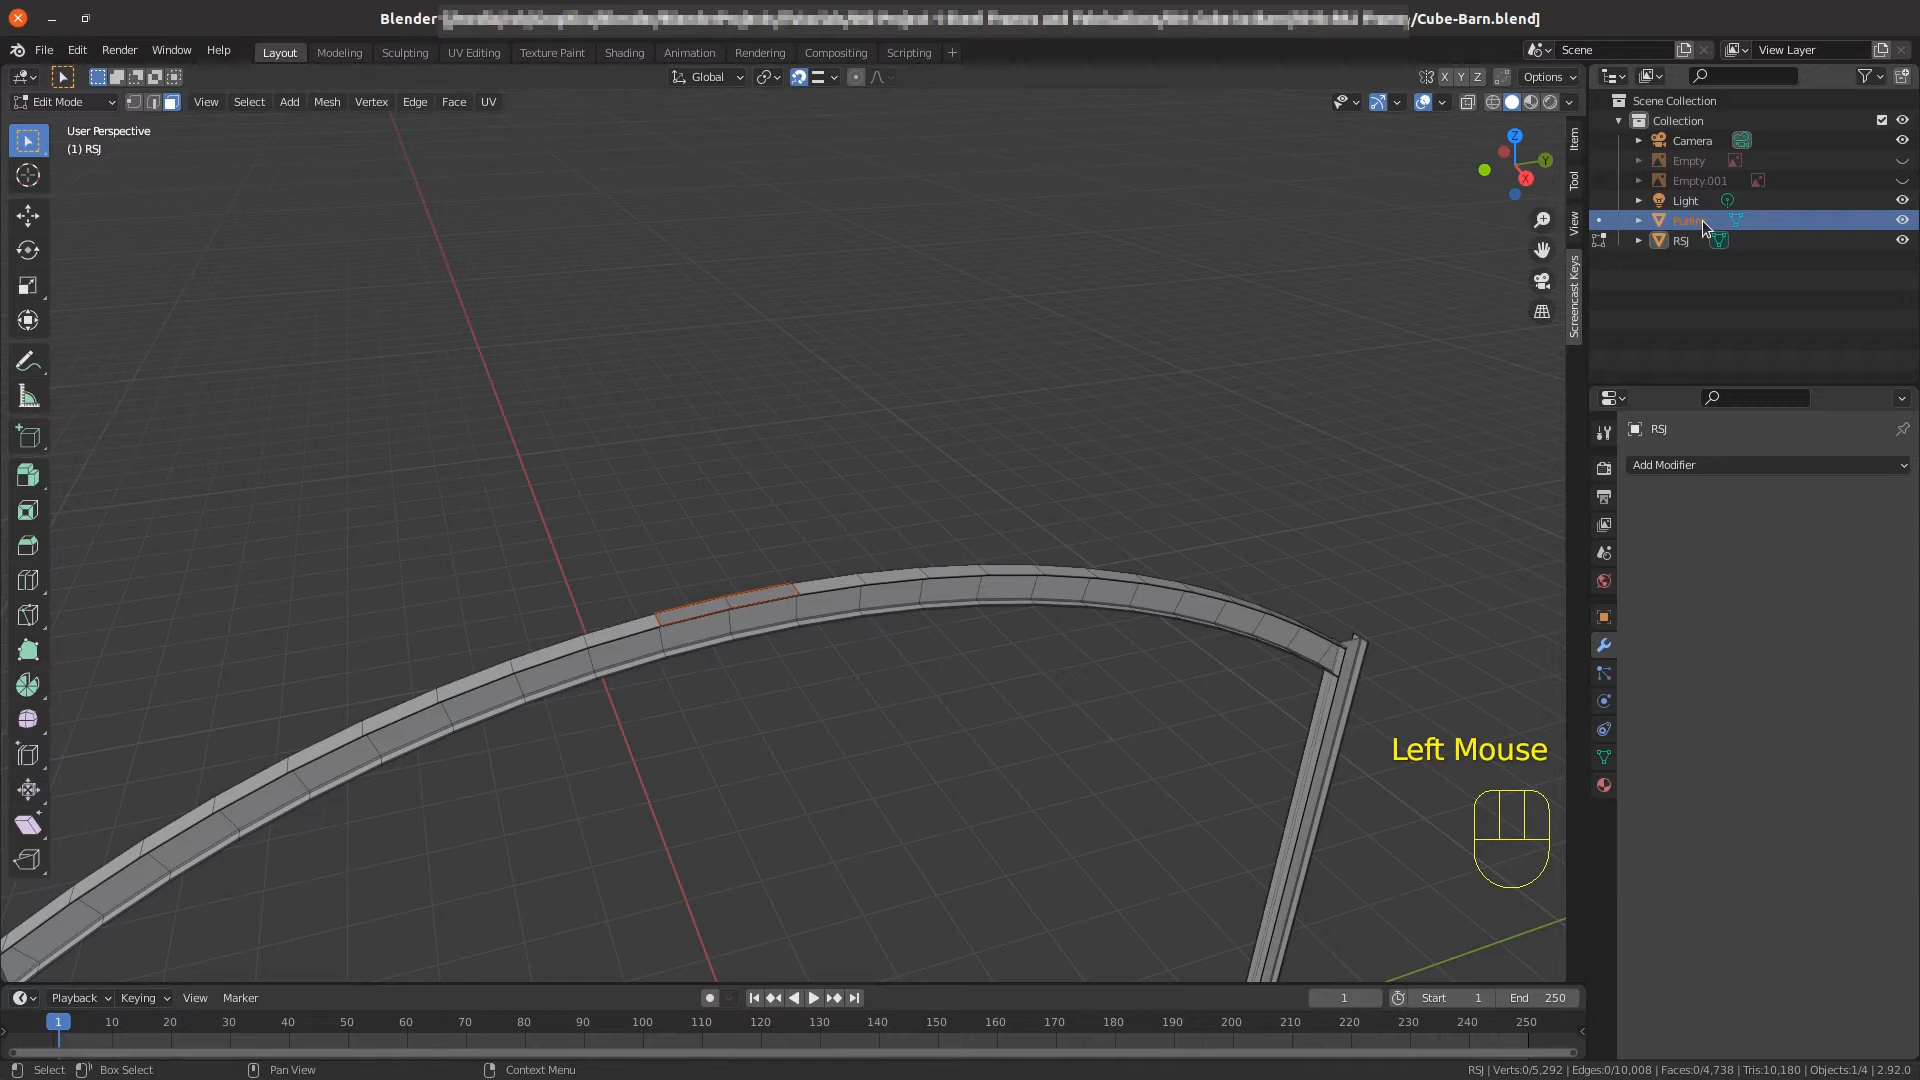 Blender
/Cube-Barn.blend]
File Edit Render Window Help
Layout Modeling Sculpting UV Editing Texture Paint Shading Animation Rendering Compositing Scripting +
Scene
View Layer
Global
X Y Z
Options
Edit Mode
View Select Add Mesh Vertex Edge Face UV
User Perspective
(1) RSJ
Z
Y
X
Item
Tool
View
Screencast Keys
Scene Collection
Collection
Camera
Empty
Empty.001
Light
RSJ
RSJ
Add Modifier
Left Mouse
Playback Keying View Marker
1
Start 1
End 250
1 10 20 30 40 50 60 70 80 90 100 110 120 130 140 150 160 170 180 190 200 210 220 230 240 250
Select Box Select Pan View Context Menu
RSJ | Verts:0/5,292 | Edges:0/10,008 | Faces:0/4,738 | Tris:10,180 | Objects:1/4 | 2.92.0